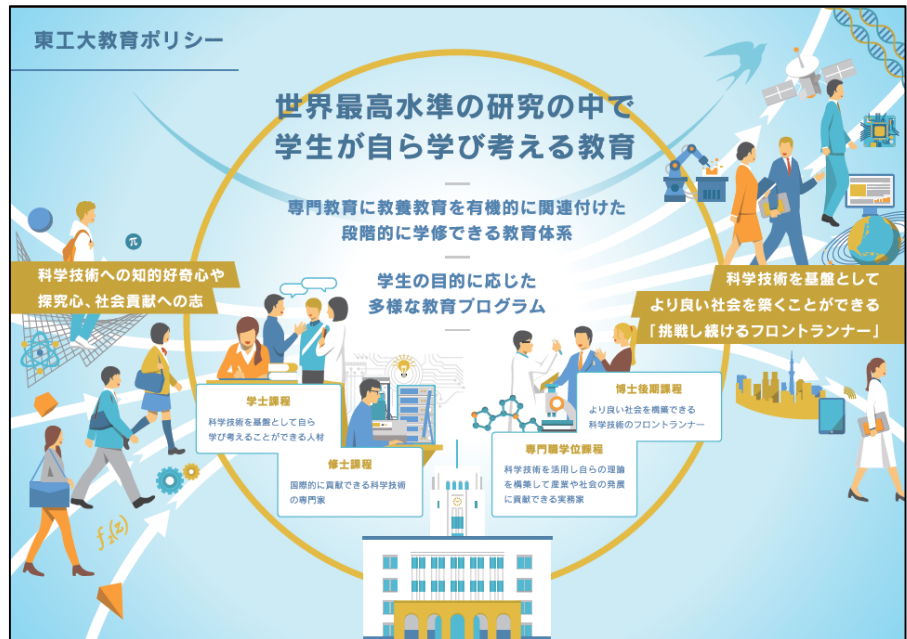 東工大教育ポリシー
世界最高水準の研究の中で
学生が自ら学び考える教育
専門教育に教養教育を有機的に関連付けた
段階的に学修できる教育体系
学生の目的に応じた
多様な教育プログラム
π
科学技術への知的好奇心や
探究心、社会貢献への志
科学技術を基盤として
より良い社会を築くことができる
「挑戦し続けるフロントランナー」
学士課程
科学技術を基盤として自ら
学び考えることができる人材
修士課程
国際的に貢献できる科学技術
の専門家
博士後期課程
より良い社会を構築できる
科学技術のフロントランナー
専門職学位課程
科学技術を活用し自らの理論
を構築して産業や社会の発展
に貢献できる実務家